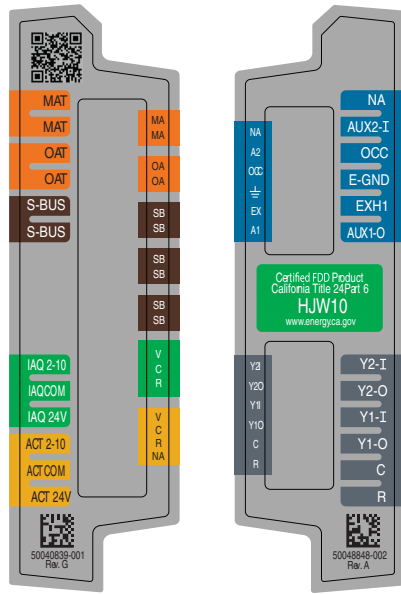 MAT
MAT
OAT
OAT
S-BUS
S-BUS
IAQ 2-10
IAQCOM
IAQ 24V
ACT 2-10
ACTCOM
ACT 24V
MA
MA
OA
OA
SB
SB
SB
SB
SB
SB
V
C
R
V
C
R
NA
50040839-001
Rev. G
NA
A2
OCC
EX
A1
NA
AUX2-I
OCC
E-GND
EXH1
AUX1-O
Certified FDD Product
California Title 24Part 6
HJW10
www.energy.ca.gov
Y2I
Y2O
Y1I
Y1O
C
R
Y2-I
Y2-O
Y1-I
Y1-O
C
R
50048848-002
Rev. A